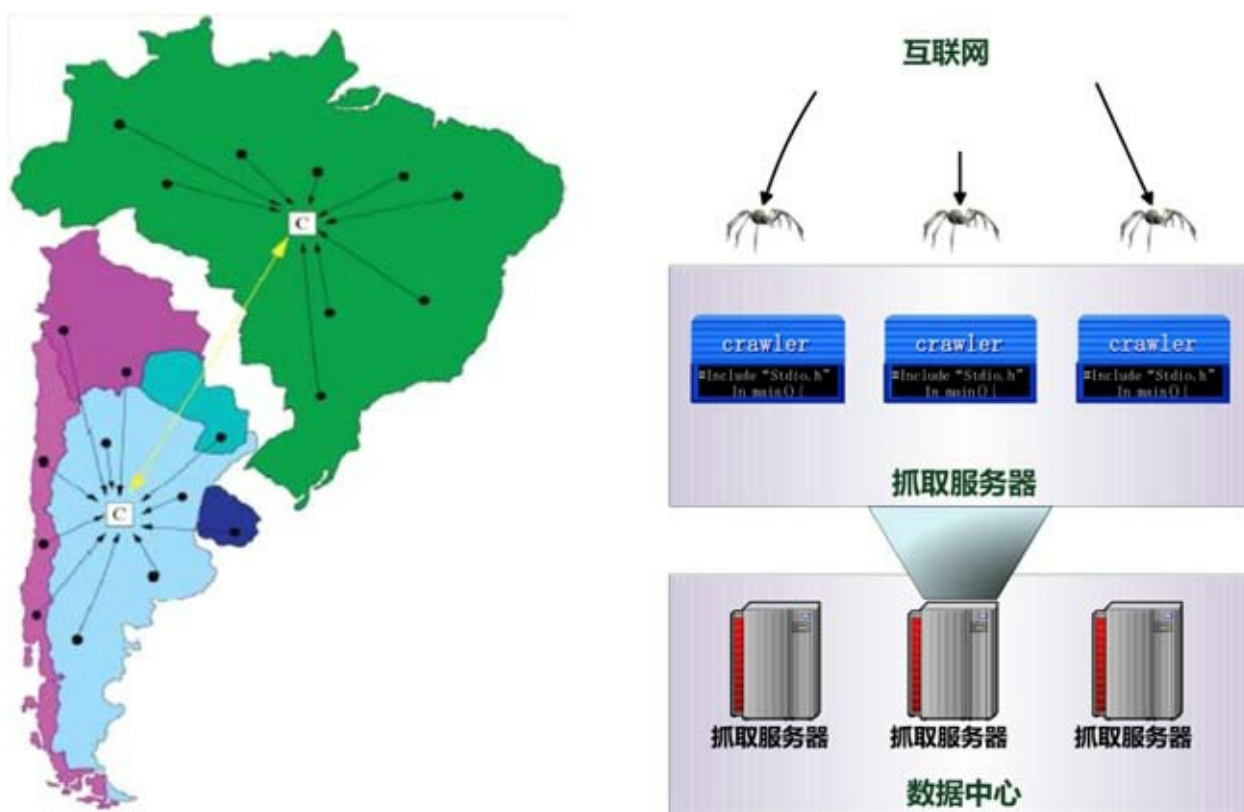 C
C
互联网
crawler
crawler
crawler
#Include "Stdio.h"
In main() {
#Include "Stdio.h"
In main() {
#Include "Stdio.h"
In main() {
抓取服务器
抓取服务器
抓取服务器
抓取服务器
数据中心